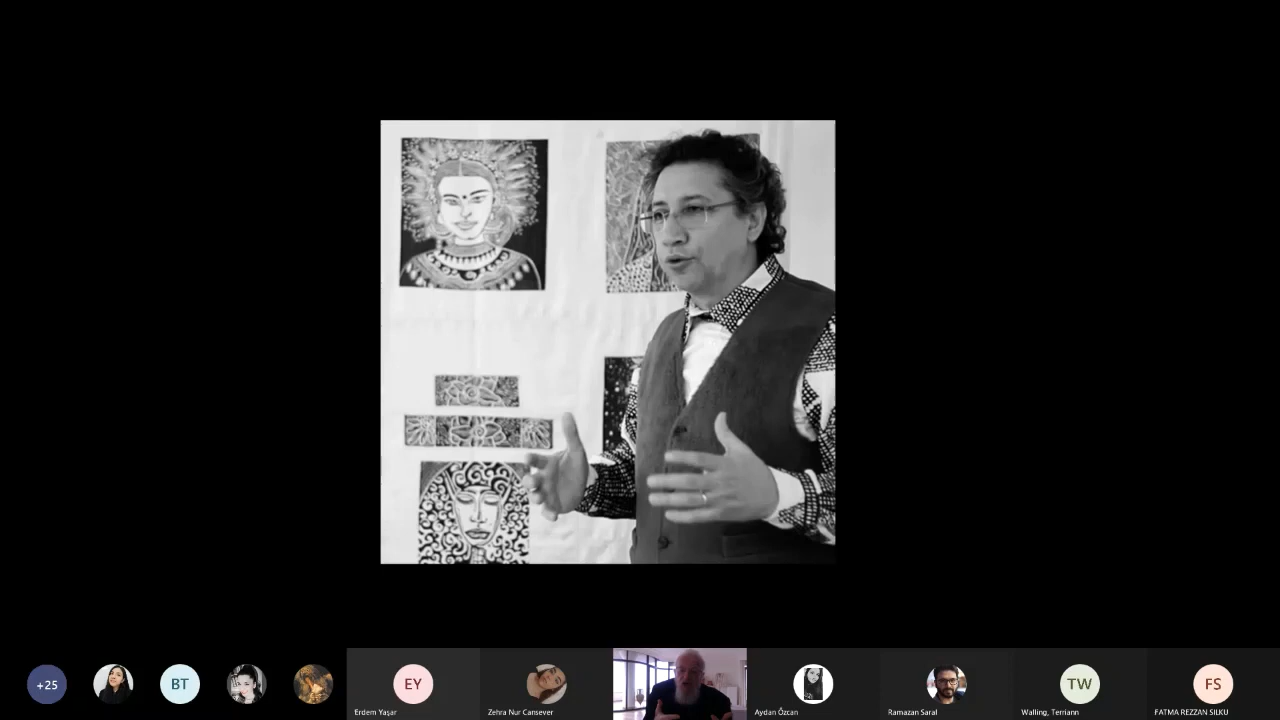 +25
BT
EY
TW
FS
Erdem Yaşar
Zehra Nur Cansever
Aydan Özcan
Ramazan Saral
Walling, Terriann
FATMA REZZAN SILKU